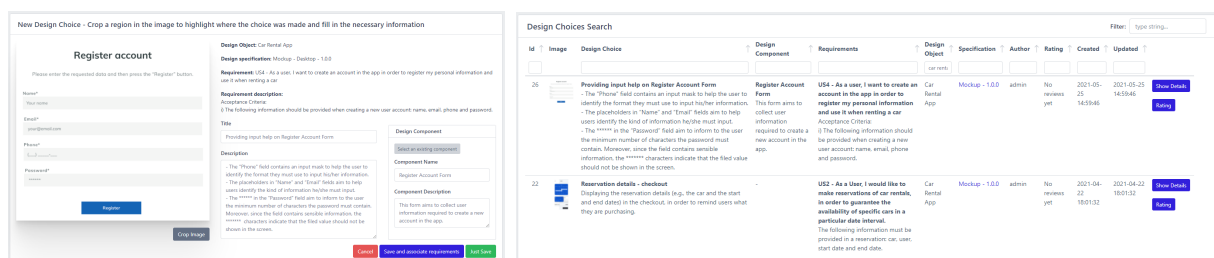 New Design Choice - Crop a region in the image to highlight where the choice was made and fill in the necessary information
Register account
Please enter the requested data and then press the "Register" button.
Name*
Your name
Email*
your@email.com
Phone*
Password*
******
Register
Crop Image
Design Object: Car Rental App
Design specification: Mockup - Desktop - 1.0.0
Requirement: US4 - As a user, I want to create an account in the app in order to register my personal information and
use it when renting a car
Requirement description:
Acceptance Criteria:
i) The following information should be provided when creating a new user account: name, email, phone and password.
Title
Providing input help on Register Account Form
Description
- The "Phone" field contains an input mask to help the user to
identify the format they must use to input his/her information.
- The placeholders in "Name" and "Email" fields aim to help
users identify the kind of information he/she must input.
- The ****** in the "Password" field aim to inform to the user
the minimum number of characters the password must contain.
Moreover, since the field contains sensible information, the
******* characters indicate that the filed value should not be
shown in the screen.
Design Component
Select an existing component
Component Name
Register Account Form
Component Description
This form aims to collect user
information required to create a new
account in the app.
Cancel
Save and associate requirements
Just Save
Design Choices Search
Filter: type string...
Id Image Design Choice Design Component Requirements Design Object Specification Author Rating Created Updated
car renta
26
Providing input help on Register Account Form
- The "Phone" field contains an input mask to help the user to
identify the format they must use to input his/her information.
- The placeholders in "Name" and "Email" fields aim to help
users identify the kind of information he/she must input.
- The ****** in the "Password" field aim to inform to the user
the minimum number of characters the password must
contain. Moreover, since the field contains sensible
information, the ******* characters indicate that the filed value
should not be shown in the screen.
Register Account
Form
This form aims to
collect user
information
required to create a
new account in the
app.
US4 - As a user, I want to create an
account in the app in order to
register my personal information
and use it when renting a car
Acceptance Criteria:
i) The following information should
be provided when creating a new
user account: name, email, phone
and password.
Car
Rental
App
Mockup - 1.0.0
admin
No
reviews
yet
2021-05-
25
14:59:46
2021-05-25
14:59:46
Show Details
Rating
22
Reservation details - checkout
Displaying the reservation details (e.g., the car and the start
and end dates) in the checkout, in order to remind users what
they are purchasing.
-
US2 - As a User, I would like to
make reservations of car rentals,
in order to guarantee the
availability of specific cars in a
particular date interval.
The following information must be
provided in a reservation: car, user,
start date and end date.
Car
Rental
App
Mockup - 1.0.0
admin
No
reviews
yet
2021-04-
22
18:01:32
2021-04-22
18:01:32
Show Details
Rating